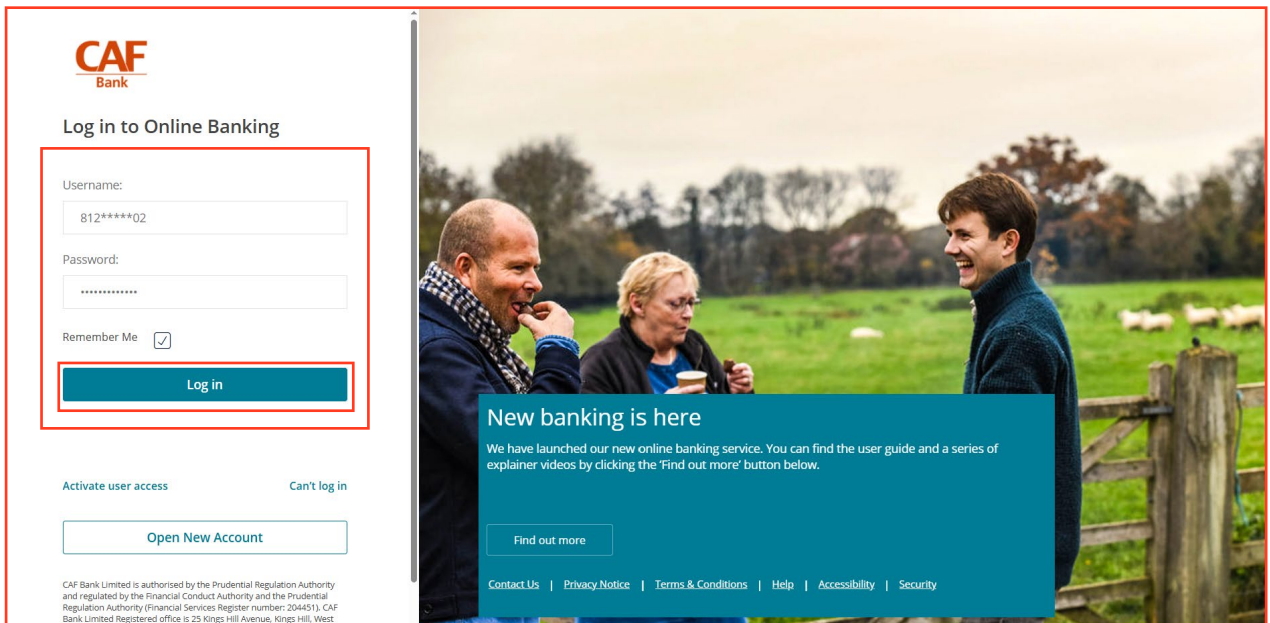 CAF
Bank
Log in to Online Banking
Username:
812*****02
Password:
•••••••••••••
Remember Me
Log in
Activate user access
Can't log in
Open New Account
CAF Bank Limited is authorised by the Prudential Regulation Authority
and regulated by the Financial Conduct Authority and the Prudential
Regulation Authority (Financial Services Register number: 204451). CAF
Bank Limited Registered office is 25 Kings Hill Avenue, Kings Hill, West
New banking is here
We have launched our new online banking service. You can find the user guide and a series of
explainer videos by clicking the 'Find out more' button below.
Find out more
Contact Us | Privacy Notice | Terms & Conditions | Help | Accessibility | Security